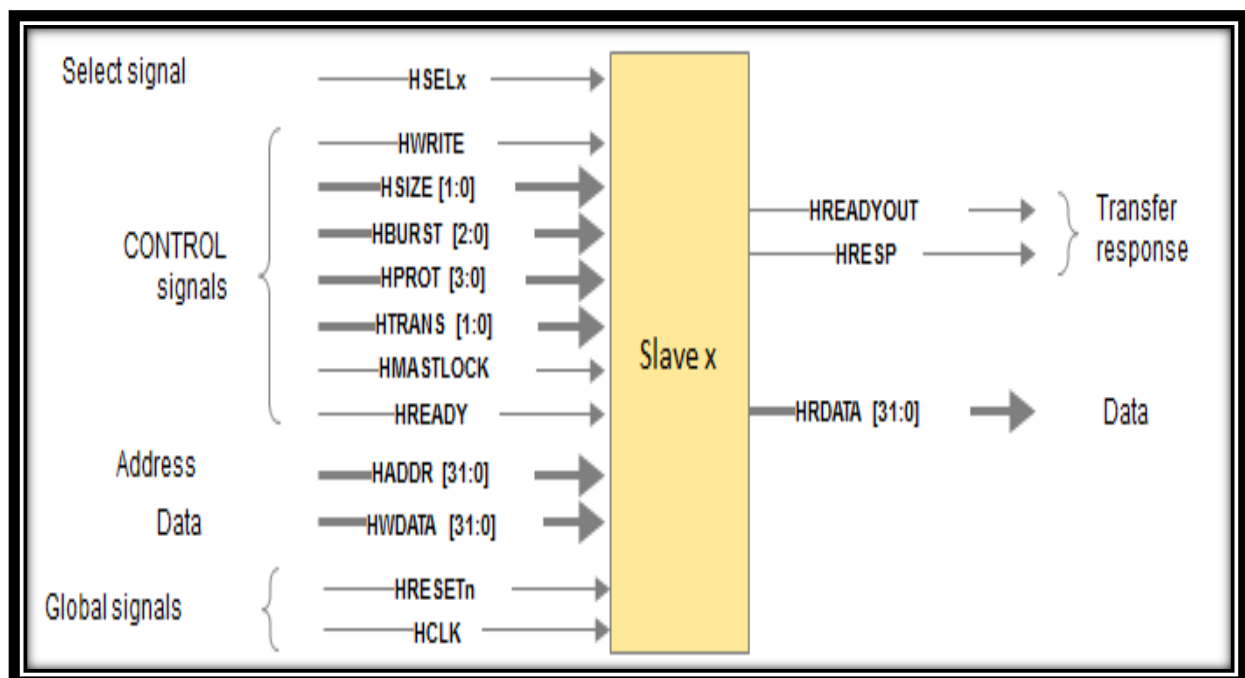 Select signal
HSELx
HWRITE
HSIZE [1:0]
HBURST [2:0]
HPROT [3:0]
HTRANS [1:0]
HMASTLOCK
HREADY
CONTROL
signals
Address
HADDR [31:0]
Data
HWDATA [31:0]
Global signals
HRESETn
HCLK
Slave x
HREADYOUT
HRESP
Transfer
response
HRDATA [31:0]
Data